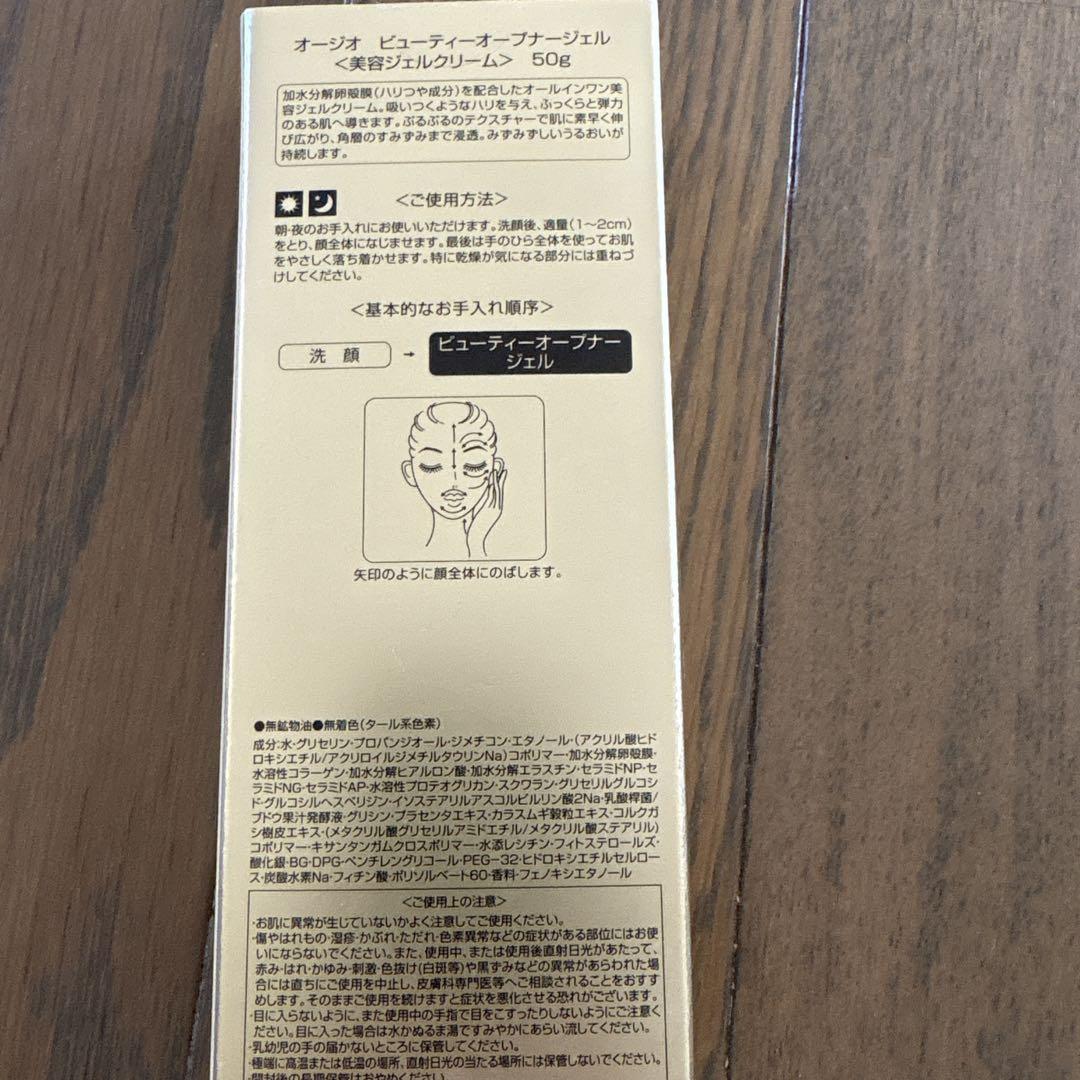 オージオ ビューティーオープナージェル
＜美容ジェルクリーム＞ 50g
加水分解卵殻膜(ハリつや成分)を配合したオールインワン美
容ジェルクリーム。吸いつくようなハリを与え、ふっくらと弾力
のある肌へ導きます。ぷるぷるのテクスチャーで肌に素早く伸
び広がり、角層のすみずみまで浸透。みずみずしいうるおいが
持続します。
＜ご使用方法＞
朝・夜のお手入れにお使いいただけます。洗顔後、適量(1〜2cm)
をとり、顔全体になじませます。最後は手のひら全体を使ってお肌
をやさしく落ち着かせます。特に乾燥が気になる部分には重ねづ
けしてください。
＜基本的なお手入れ順序＞
洗 顔 → ビューティーオープナー
ジェル
矢印のように顔全体にのばします。
●無鉱物油●無着色(タール系色素)
成分:水・グリセリン・プロパンジオール・ジメチコン・エタノール・(アクリル酸ヒド
ロキシエチル/アクリロイルジメチルタウリンNa)コポリマー・加水分解卵殻膜・
水溶性コラーゲン・加水分解ヒアルロン酸・加水分解エラスチン・セラミドNP・セ
ラミドNG・セラミドAP・水溶性プロテオグリカン・スクワラン・グリセリルグルコシ
ド・グルコシルヘスペリジン・イソステアリルアスコルビルリン酸2Na・乳酸桿菌/
ブドウ果汁発酵液・グリシン・プラセンタエキス・カラスムギ穀粒エキス・コルクガ
シ樹皮エキス・(メタクリル酸グリセリルアミドエチル/メタクリル酸ステアリル)
コポリマー・キサンタンガムクロスポリマー・水添レシチン・フィトステロールズ・
酸化銀・BG・DPG・ペンチレングリコール・PEG-32・ヒドロキシエチルセルロー
ス・炭酸水素Na・フィチン酸・ポリソルベート60・香料・フェノキシエタノール
＜ご使用上の注意＞
・お肌に異常が生じていないかよく注意してご使用ください。
・傷やはれもの・湿疹・かぶれ・ただれ・色素異常などの症状がある部位にはお使
いにならないでください。また、使用中、または使用後直射日光があたって、
赤み・はれ・かゆみ・刺激・色抜け(白斑等)や黒ずみなどの異常があらわれた場
合には直ちにご使用を中止し、皮膚科専門医等へご相談されることをおすす
めします。そのままご使用を続けますと症状を悪化させる恐れがございます。
・目に入らないように、また使用中の手指で目をこすったりしないようにご注意く
ださい。目に入った場合は水かぬるま湯ですみやかにあらい流してください。
・乳幼児の手の届かないところに保管してください。
・極端に高温または低温の場所、直射日光の当たる場所には保管しないでください。
・開封後の長期保管はおやめください。